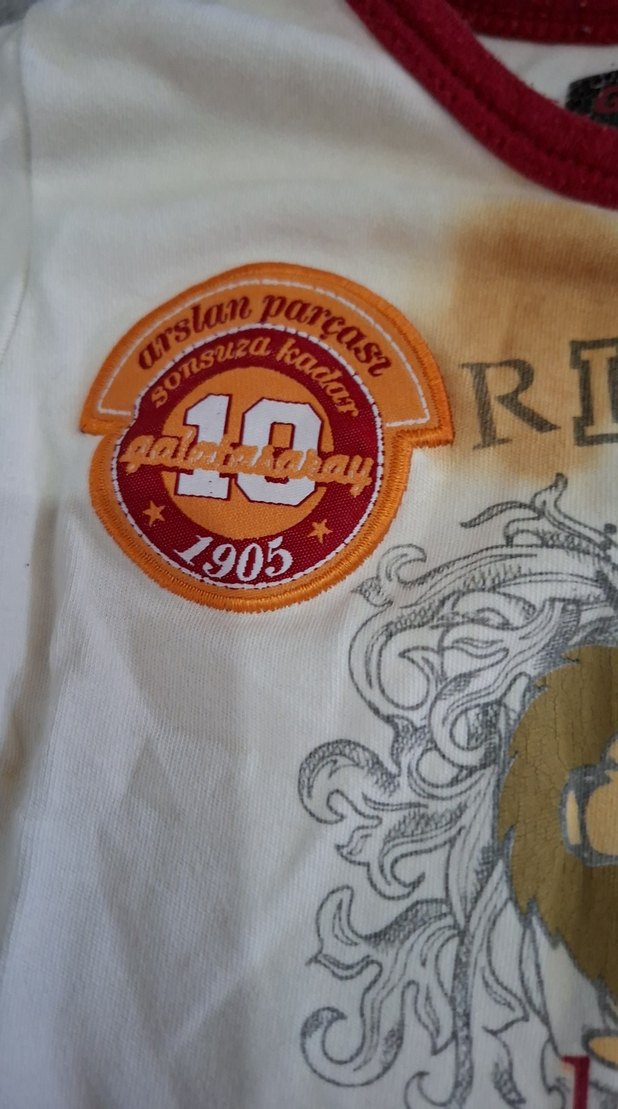 arslan parçası
sonsuza kadar
10
galatasaray
1905